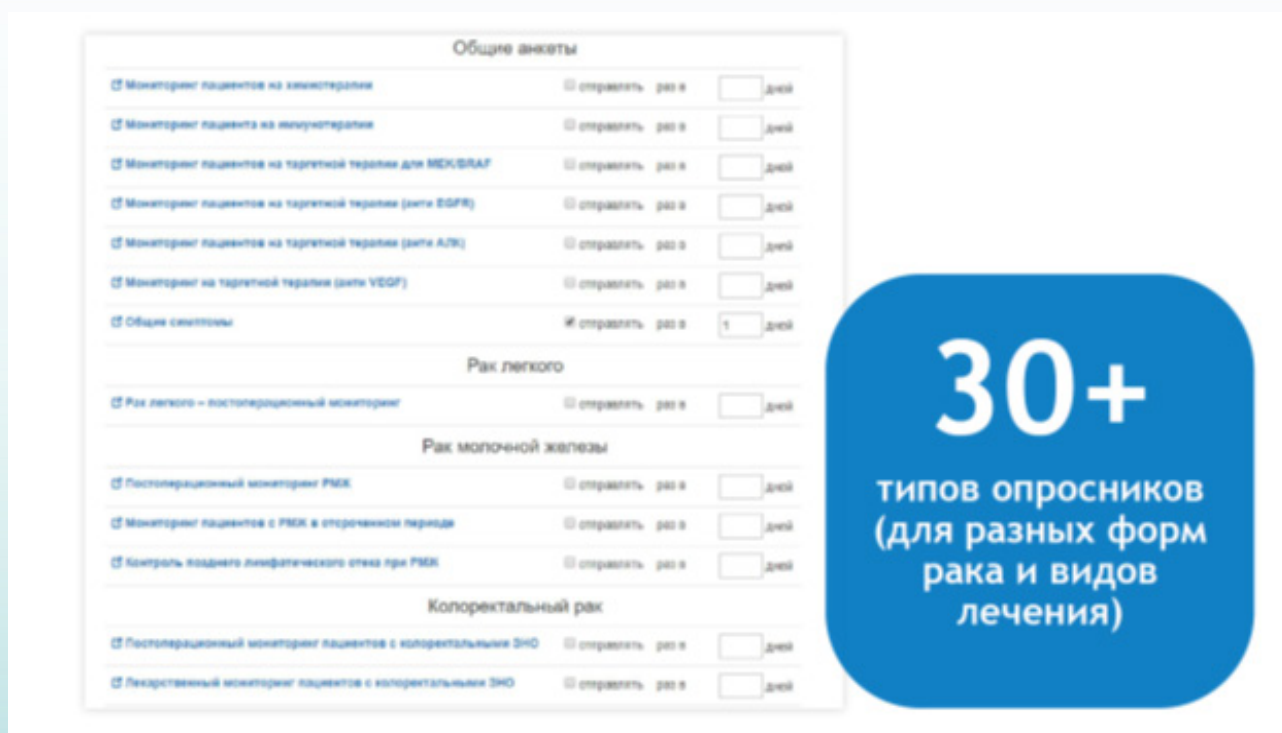 Общие анкеты
Мониторинг пациентов на химиотерапии отправлять раз в дней
Мониторинг пациента на иммунотерапии отправлять раз в дней
Мониторинг пациентов на таргетной терапии для MEK/BRAF отправлять раз в дней
Мониторинг пациентов на таргетной терапии (анти EGFR) отправлять раз в дней
Мониторинг пациентов на таргетной терапии (анти АЛК) отправлять раз в дней
Мониторинг на таргетной терапии (анти VEGF) отправлять раз в дней
Общие симптомы отправлять раз в 1 дней
Рак легкого
Рак легкого – постоперационный мониторинг отправлять раз в дней
Рак молочной железы
Постоперационный мониторинг РМЖ отправлять раз в дней
Мониторинг пациентов с РМЖ в отсроченном периоде отправлять раз в дней
Контроль позднего лимфатического отека при РМЖ отправлять раз в дней
Колоректальный рак
Постоперационный мониторинг пациентов с колоректальными ЗНО отправлять раз в дней
Лекарственный мониторинг пациентов с колоректальными ЗНО отправлять раз в дней
30+
типов опросников
(для разных форм
рака и видов
лечения)